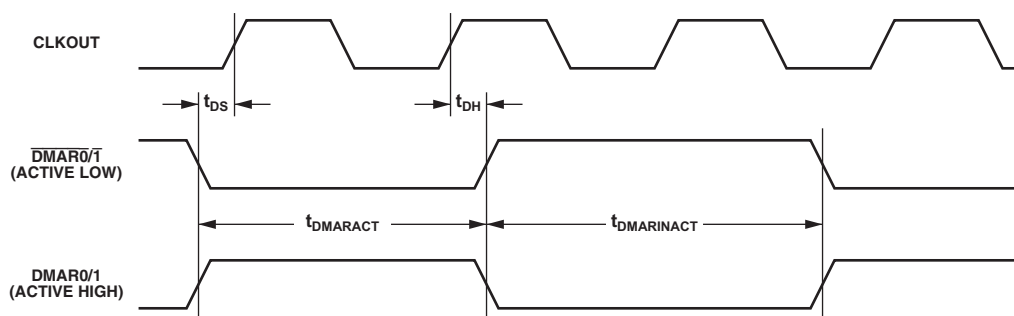 CLKOUT
tDS
tDH
DMAR0/1
(ACTIVE LOW)
tDMARACT
tDMARINACT
DMAR0/1
(ACTIVE HIGH)